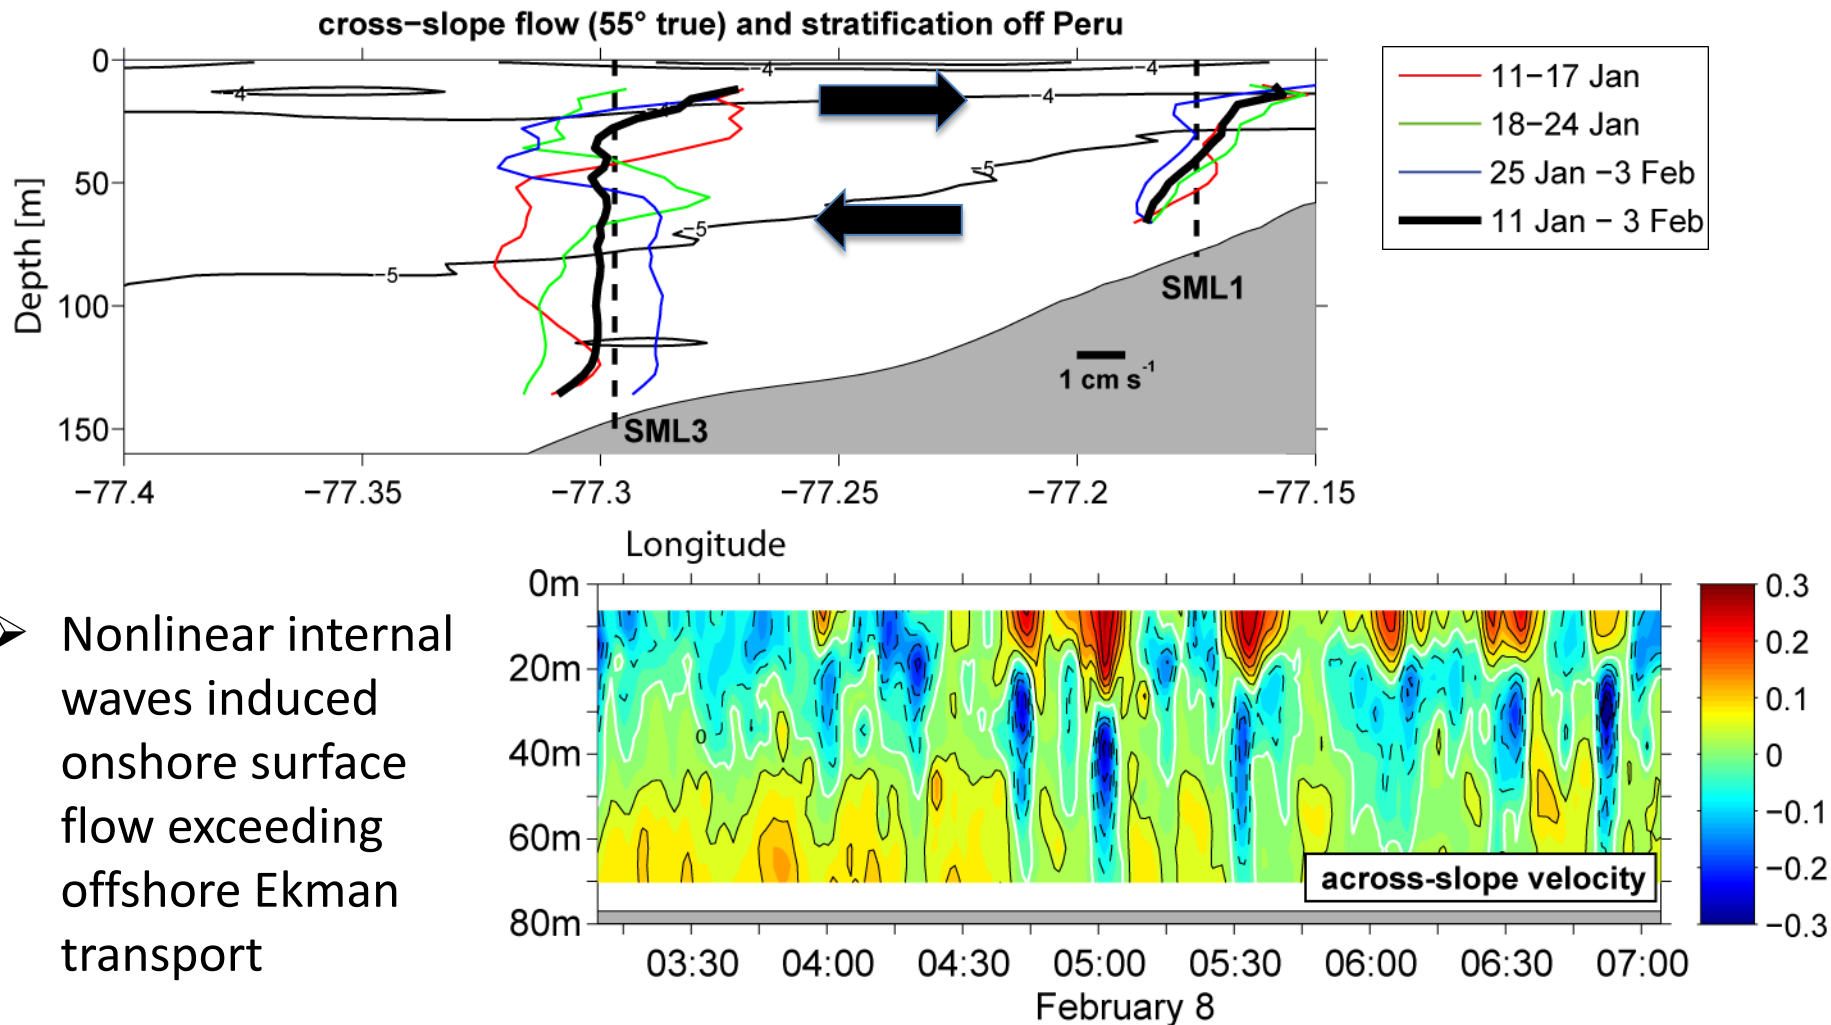 cross−slope flow (55° true) and stratification off Peru
0
50
100
150
Depth [m]
−4
−4
−4
−4
−4
−5
−5
−5
SML1
SML3
1 cm s-1
−77.4
−77.35
−77.3
−77.25
−77.2
−77.15
Longitude
11−17 Jan
18−24 Jan
25 Jan −3 Feb
11 Jan − 3 Feb
➢ Nonlinear internal
waves induced
onshore surface
flow exceeding
offshore Ekman
transport
0m
20m
40m
60m
80m
0
across-slope velocity
03:30
04:00
04:30
05:00
05:30
06:00
06:30
07:00
February 8
0.3
0.2
0.1
0
−0.1
−0.2
−0.3